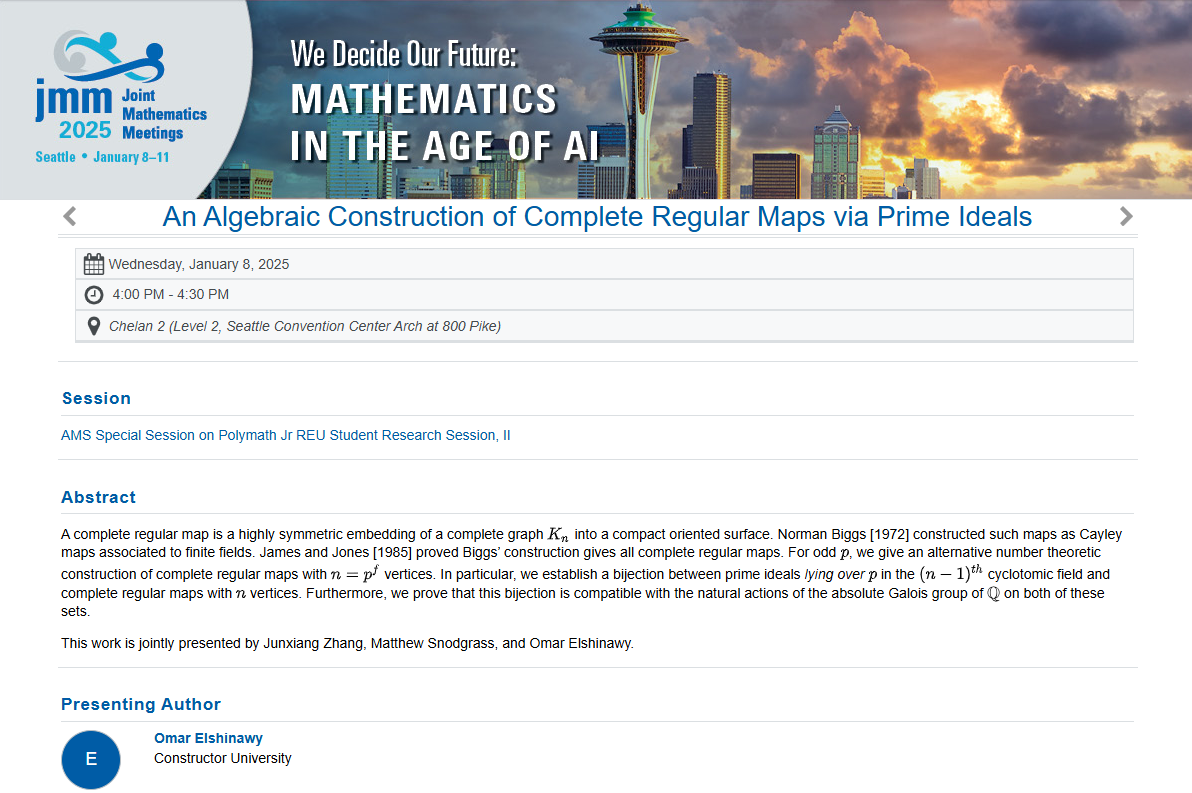 We Decide Our Future:
MATHEMATICS
IN THE AGE OF AI
jmm Joint
Mathematics
2025 Meetings
Seattle • January 8–11
An Algebraic Construction of Complete Regular Maps via Prime Ideals
Wednesday, January 8, 2025
4:00 PM - 4:30 PM
Chelan 2 (Level 2, Seattle Convention Center Arch at 800 Pike)
Session
AMS Special Session on Polymath Jr REU Student Research Session, II
Abstract
A complete regular map is a highly symmetric embedding of a complete graph $K_n$ into a compact oriented surface. Norman Biggs [1972] constructed such maps as Cayley
maps associated to finite fields. James and Jones [1985] proved Biggs' construction gives all complete regular maps. For odd $p$, we give an alternative number theoretic
construction of complete regular maps with $n = p^f$ vertices. In particular, we establish a bijection between prime ideals lying over $p$ in the $(n-1)^{th}$ cyclotomic field and
complete regular maps with $n$ vertices. Furthermore, we prove that this bijection is compatible with the natural actions of the absolute Galois group of $\mathbb{Q}$ on both of these
sets.
This work is jointly presented by Junxiang Zhang, Matthew Snodgrass, and Omar Elshinawy.
Presenting Author
E
Omar Elshinawy
Constructor University